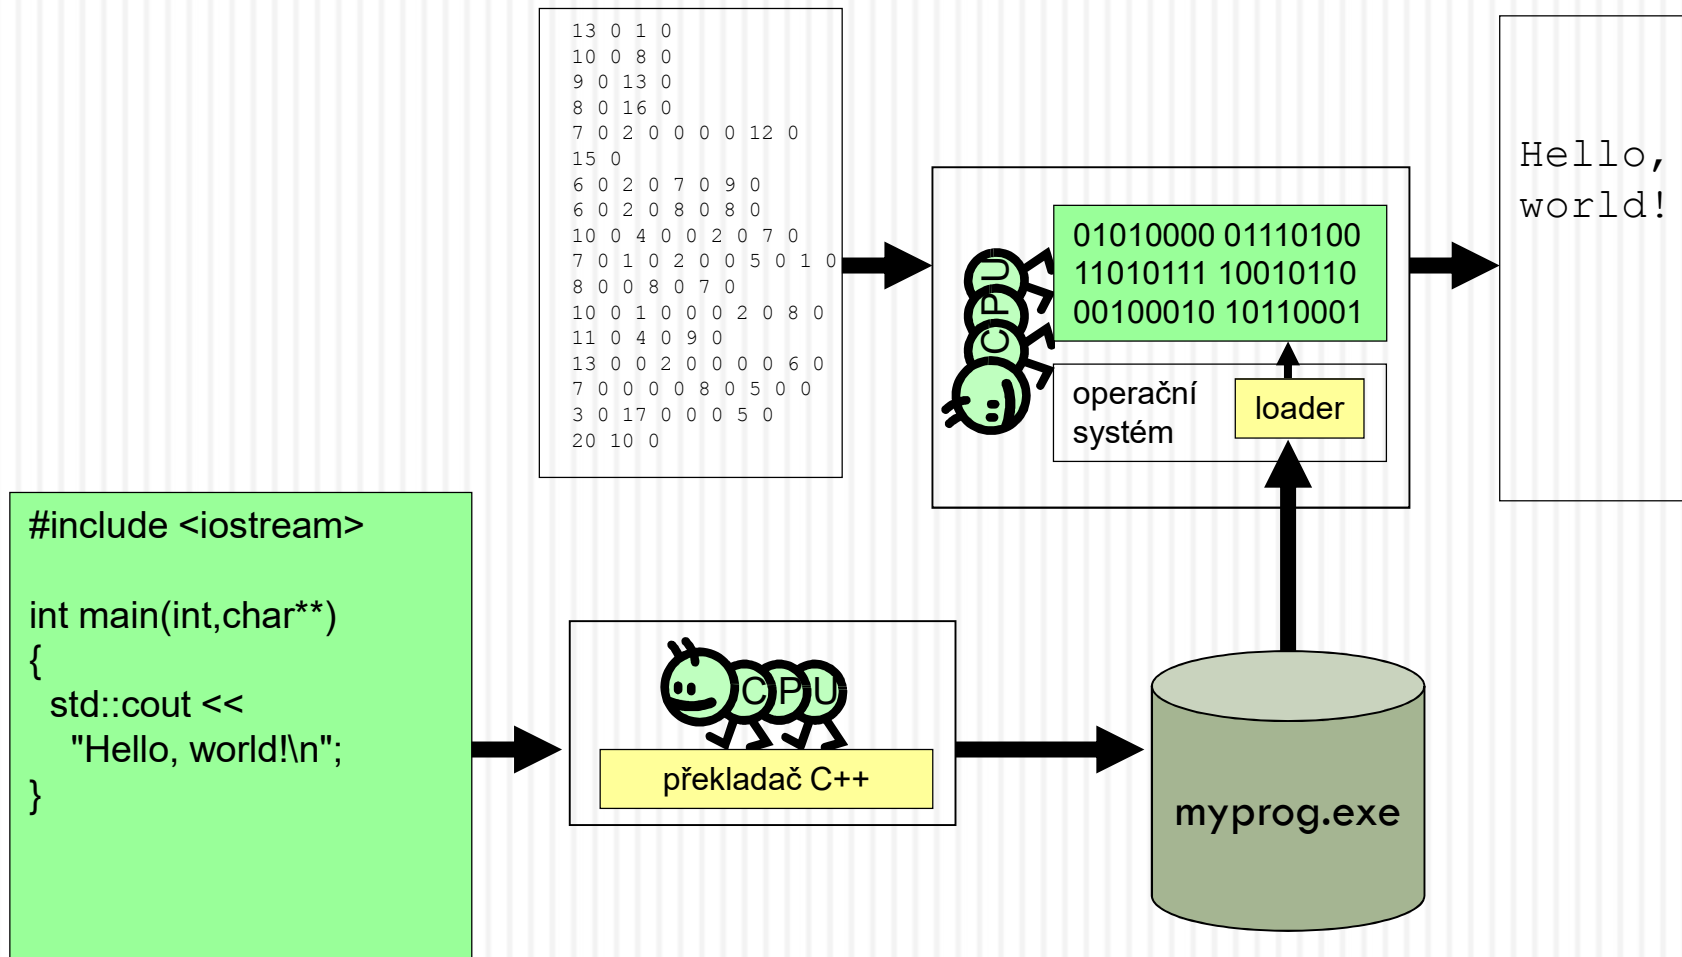 13 0 1 0
10 0 8 0
9 0 13 0
8 0 16 0
7 0 2 0 0 0 0 12 0
15 0
6 0 2 0 7 0 9 0
6 0 2 0 8 0 8 0
10 0 4 0 0 2 0 7 0
7 0 1 0 2 0 0 5 0 1 0
8 0 0 8 0 7 0
10 0 1 0 0 0 2 0 8 0
11 0 4 0 9 0
13 0 0 2 0 0 0 0 6 0
7 0 0 0 0 8 0 5 0 0
3 0 17 0 0 0 5 0
20 10 0
CPU
01010000 01110100
11010111 10010110
00100010 10110001
operační
systém
loader
Hello,
world!
#include <iostream>
int main(int,char**)
{
std::cout <<
"Hello, world!\n";
}
CPU
překladač C++
myprog.exe